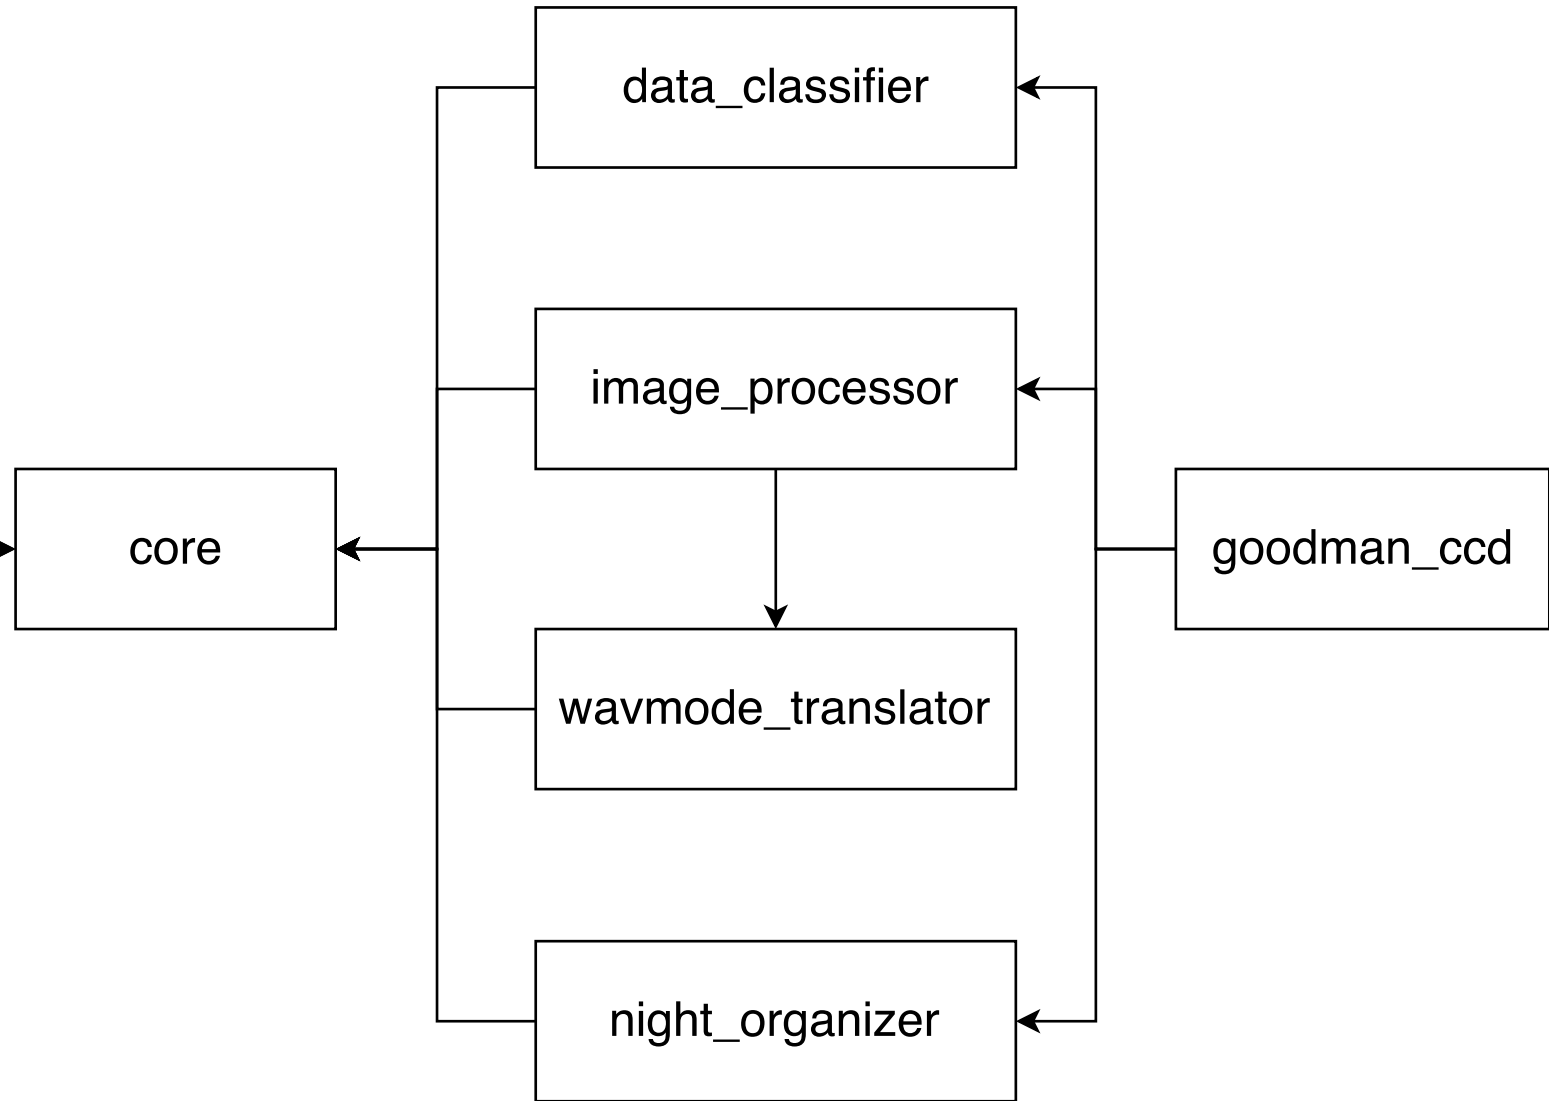 data_classifier
image_processor
core
goodman_ccd
wavmode_translator
night_organizer